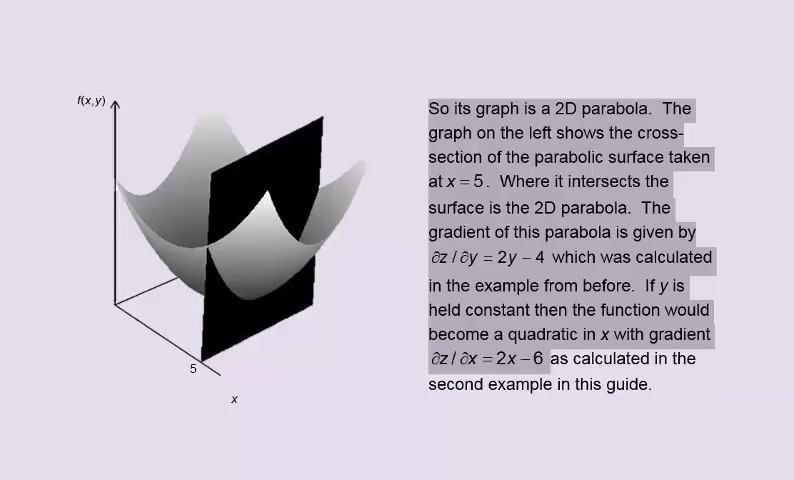 f(x,y)
5
x
So its graph is a 2D parabola. The
graph on the left shows the cross-
section of the parabolic surface taken
at x = 5. Where it intersects the
surface is the 2D parabola. The
gradient of this parabola is given by
∂z / ∂y = 2y − 4 which was calculated
in the example from before. If y is
held constant then the function would
become a quadratic in x with gradient
∂z / ∂x = 2x − 6 as calculated in the
second example in this guide.